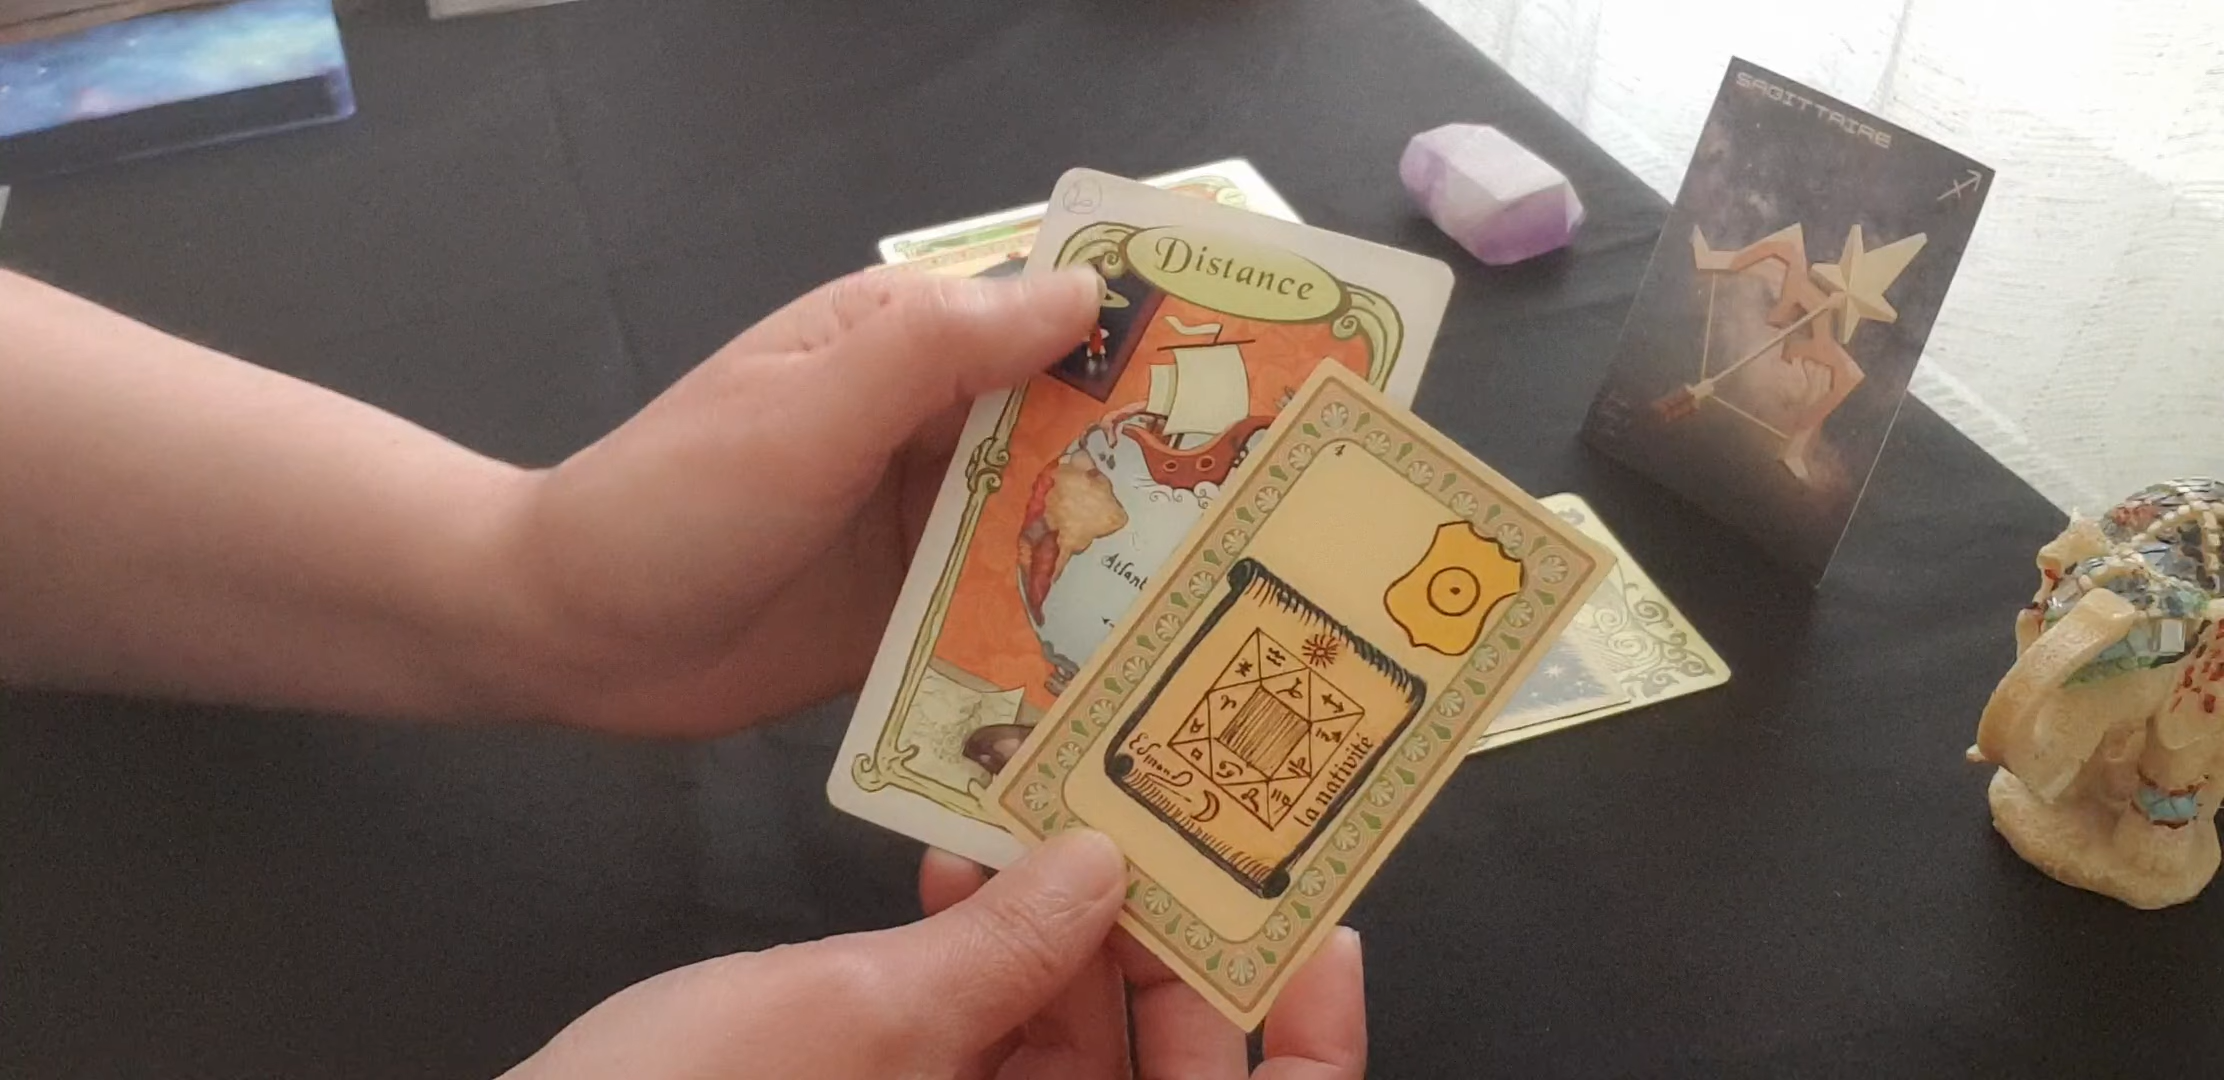 SAGITTAIRE
Distance
Atlant
4
Edmond
la nativité